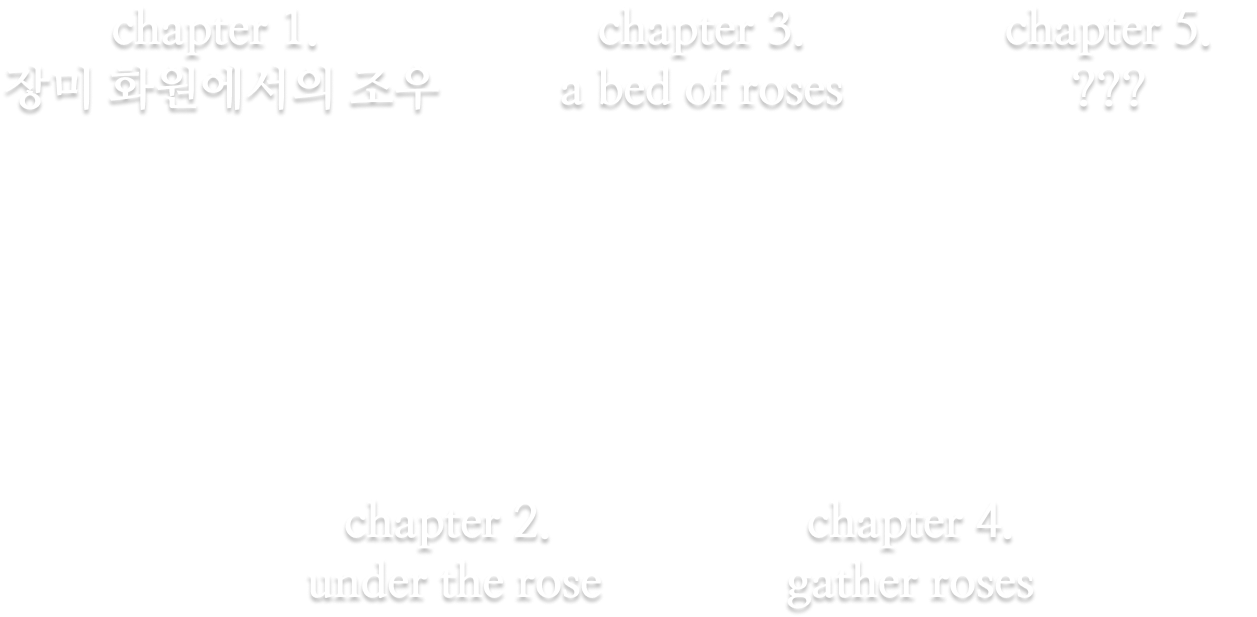 chapter 1.
장미 화원에서의 조우
chapter 3.
a bed of roses
chapter 5.
???
chapter 2.
under the rose
chapter 4.
gather roses